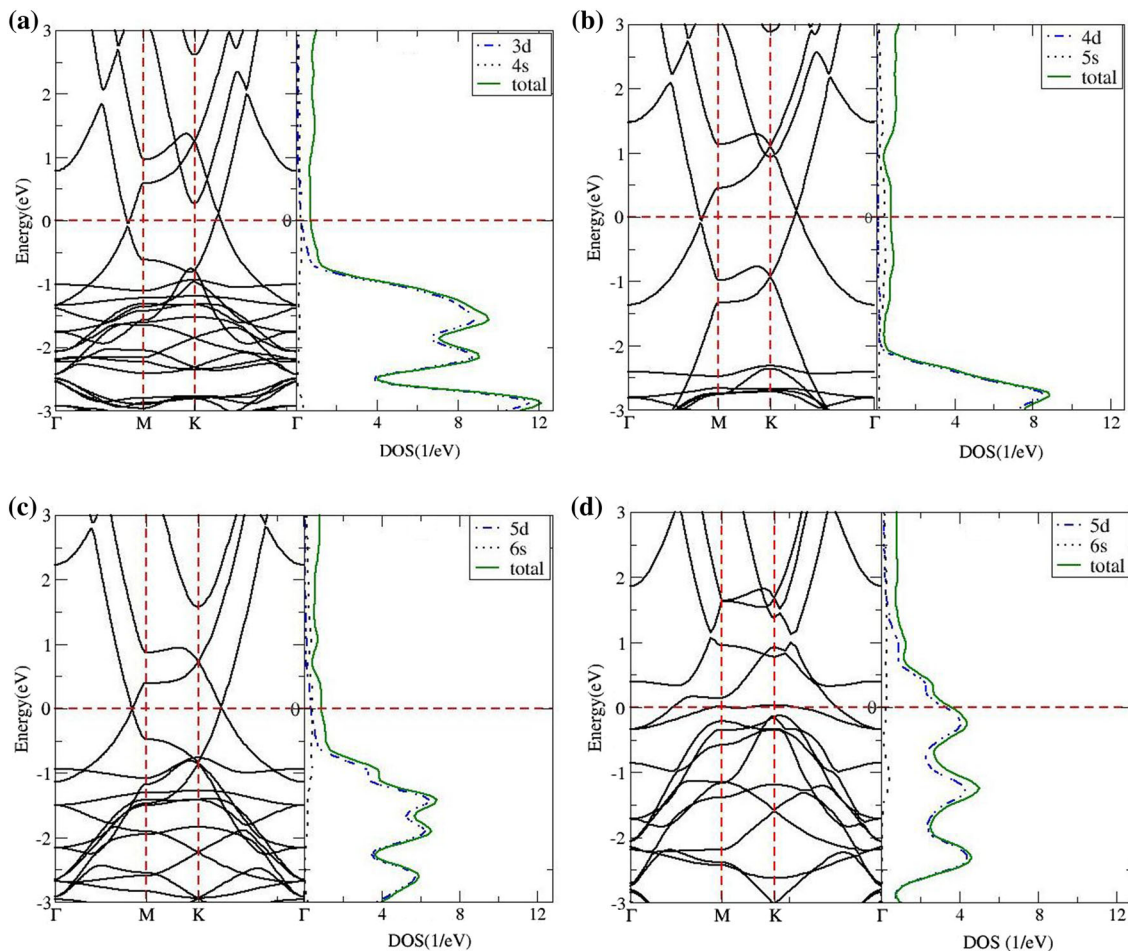 (a)
3
2
1
0
-1
-2
-3
Energy(eV)
Γ
M
K
Γ
0
3d
4s
total
4
8
12
DOS(1/eV)
(b)
3
2
1
0
-1
-2
-3
Energy(eV)
Γ
M
K
Γ
0
4d
5s
total
4
8
12
DOS(1/eV)
(c)
3
2
1
0
-1
-2
-3
Energy(eV)
Γ
M
K
Γ
0
5d
6s
total
4
8
12
DOS(1/eV)
(d)
3
2
1
0
-1
-2
-3
Energy(eV)
Γ
M
K
Γ
0
5d
6s
total
4
8
12
DOS (1/eV)